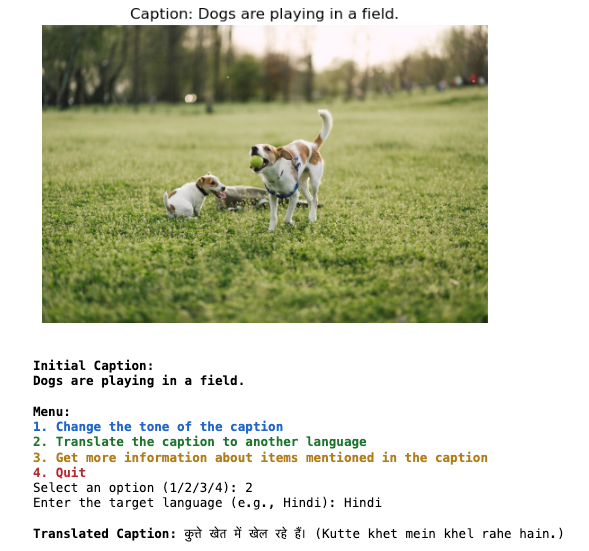 Caption: Dogs are playing in a field.
Initial Caption:
Dogs are playing in a field.
Menu:
1. Change the tone of the caption
2. Translate the caption to another language
3. Get more information about items mentioned in the caption
4. Quit
Select an option (1/2/3/4): 2
Enter the target language (e.g., Hindi): Hindi
Translated Caption: कुत्ते खेत में खेल रहे हैं। (Kutte khet mein khel rahe hain.)